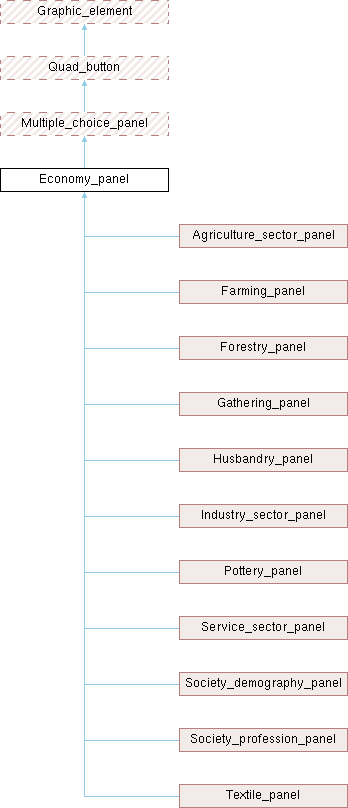 Graphic_element
Quad_button
Multiple_choice_panel
Economy_panel
Agriculture_sector_panel
Farming_panel
Forestry_panel
Gathering_panel
Husbandry_panel
Industry_sector_panel
Pottery_panel
Service_sector_panel
Society_demography_panel
Society_profession_panel
Textile_panel